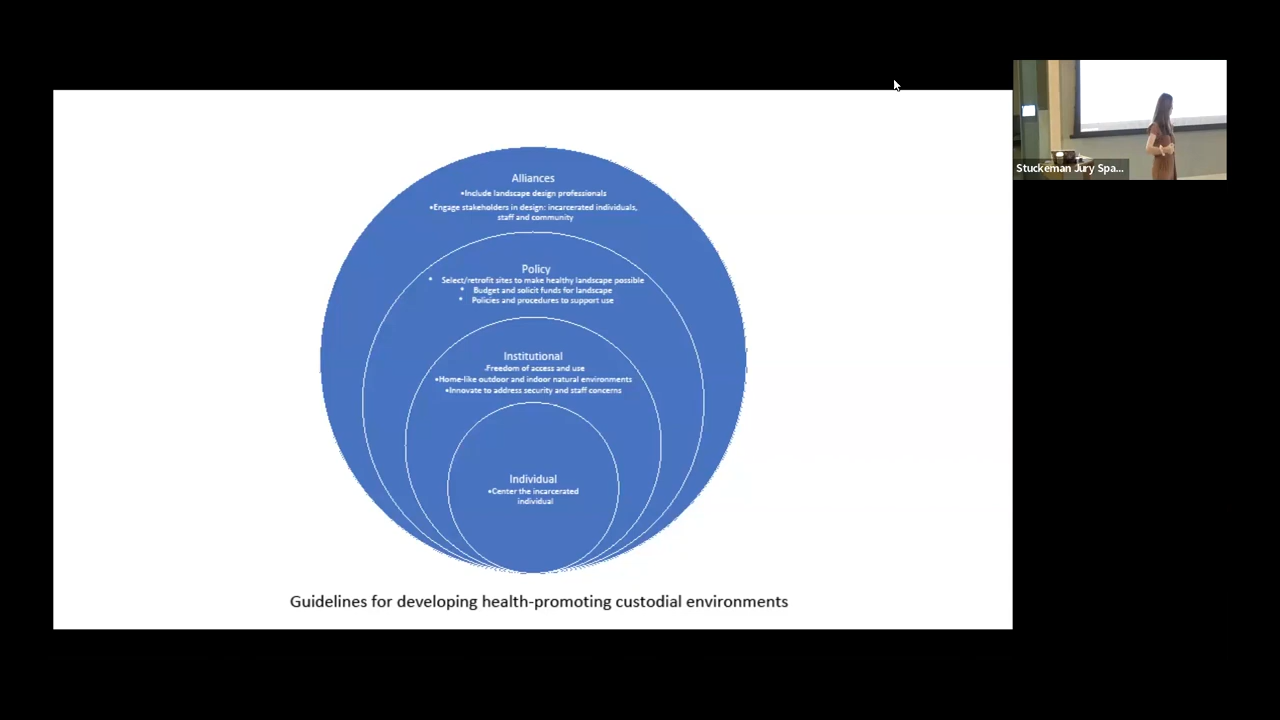 Alliances
•Include landscape design professionals
•Engage stakeholders in design: incarcerated individuals,
staff and community
Policy
• Select/retrofit sites to make healthy landscape possible
• Budget and solicit funds for landscape
• Policies and procedures to support use
Institutional
•Freedom of access and use
•Home-like outdoor and indoor natural environments
•Innovate to address security and staff concerns
Individual
•Center the incarcerated
individual
Guidelines for developing health-promoting custodial environments
Stuckeman Jury Spa...